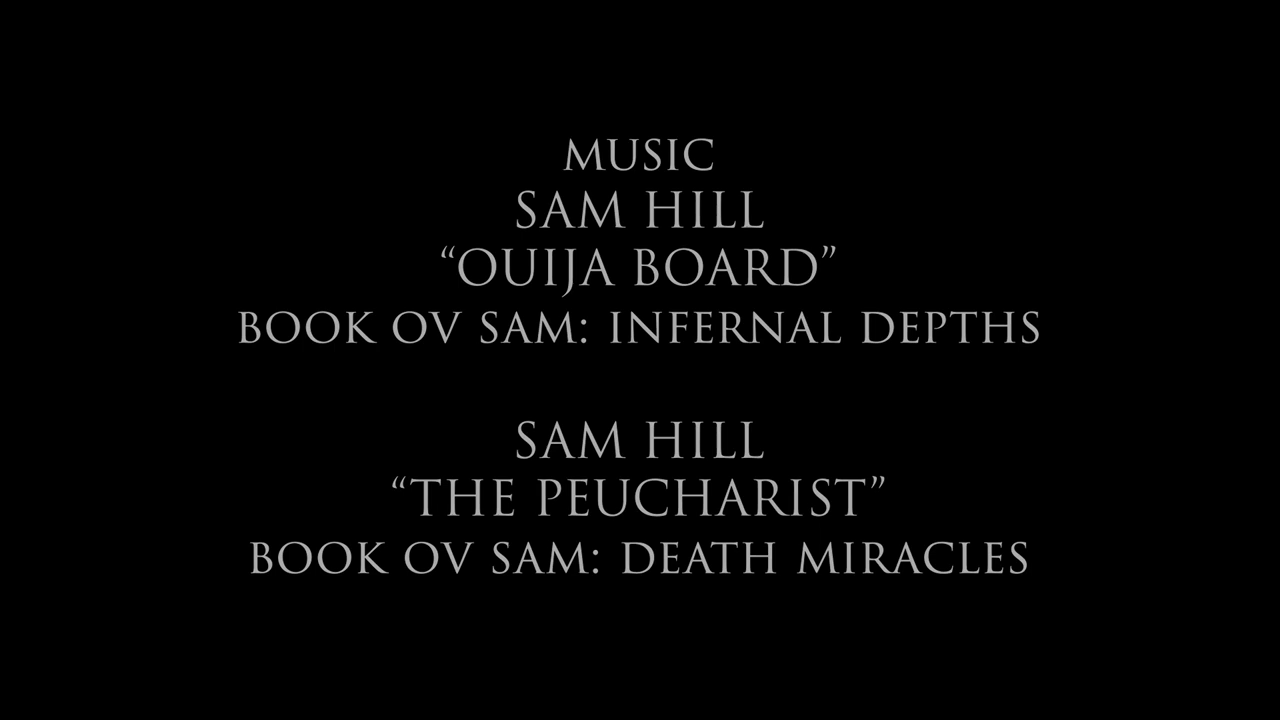 MUSIC
SAM HILL
“OUIJA BOARD”
BOOK OV SAM: INFERNAL DEPTHS
SAM HILL
“THE PEUCHARIST”
BOOK OV SAM: DEATH MIRACLES